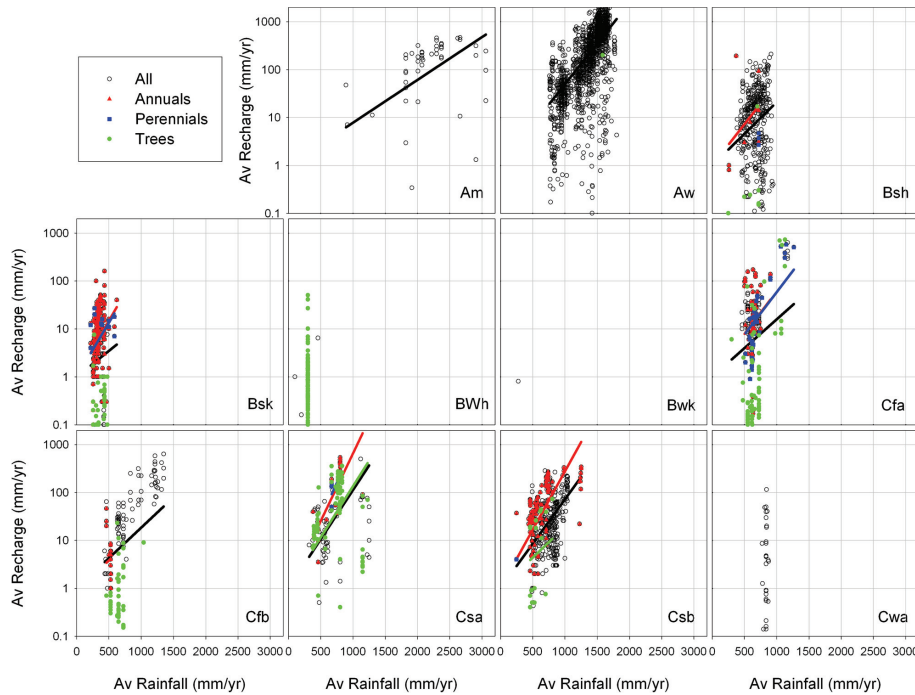 All
Annuals
Perennials
Trees
Av Recharge (mm/yr)
1000
100
10
1
0.1
Am
Aw
Bsh
Av Recharge (mm/yr)
1000
100
10
1
0.1
Bsk
BWh
Bwk
Cfa
Av Recharge (mm/yr)
1000
100
10
1
0.1
Cfb
Csa
Csb
Cwa
0 500 1000 1500 2000 2500 3000
0 500 1000 1500 2000 2500 3000
0 500 1000 1500 2000 2500 3000
0 500 1000 1500 2000 2500 3000
Av Rainfall (mm/yr)
Av Rainfall (mm/yr)
Av Rainfall (mm/yr)
Av Rainfall (mm/yr)